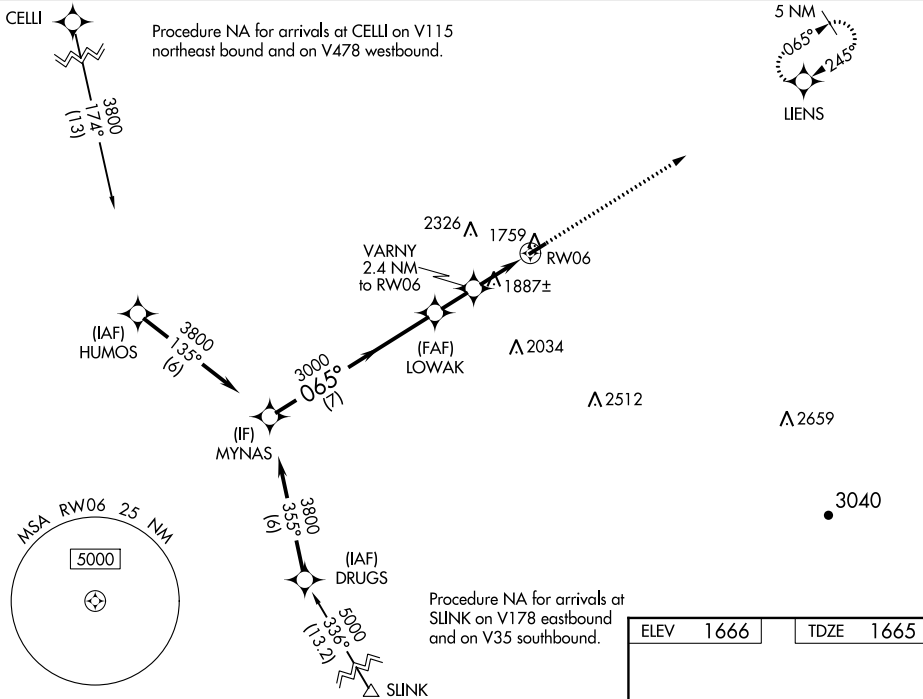 CELLI
Procedure NA for arrivals at CELLI on V115
northeast bound and on V478 westbound.
5 NM
065°
245°
LIENS
3800
174°
(13)
2326
1759
RW06
VARNY
2.4 NM
to RW06
1887±
(IAF)
HUMOS
3800
135°
(6)
(FAF)
LOWAK
2034
3000
065°
(7)
2512
2659
(IF)
MYNAS
3040
MSA RW06 25 NM
5000
3800
355°
(6)
(IAF)
DRUGS
5000
336°
(13.2)
SLINK
Procedure NA for arrivals at
SLINK on V178 eastbound
and on V35 southbound.
ELEV 1666
TDZE 1665